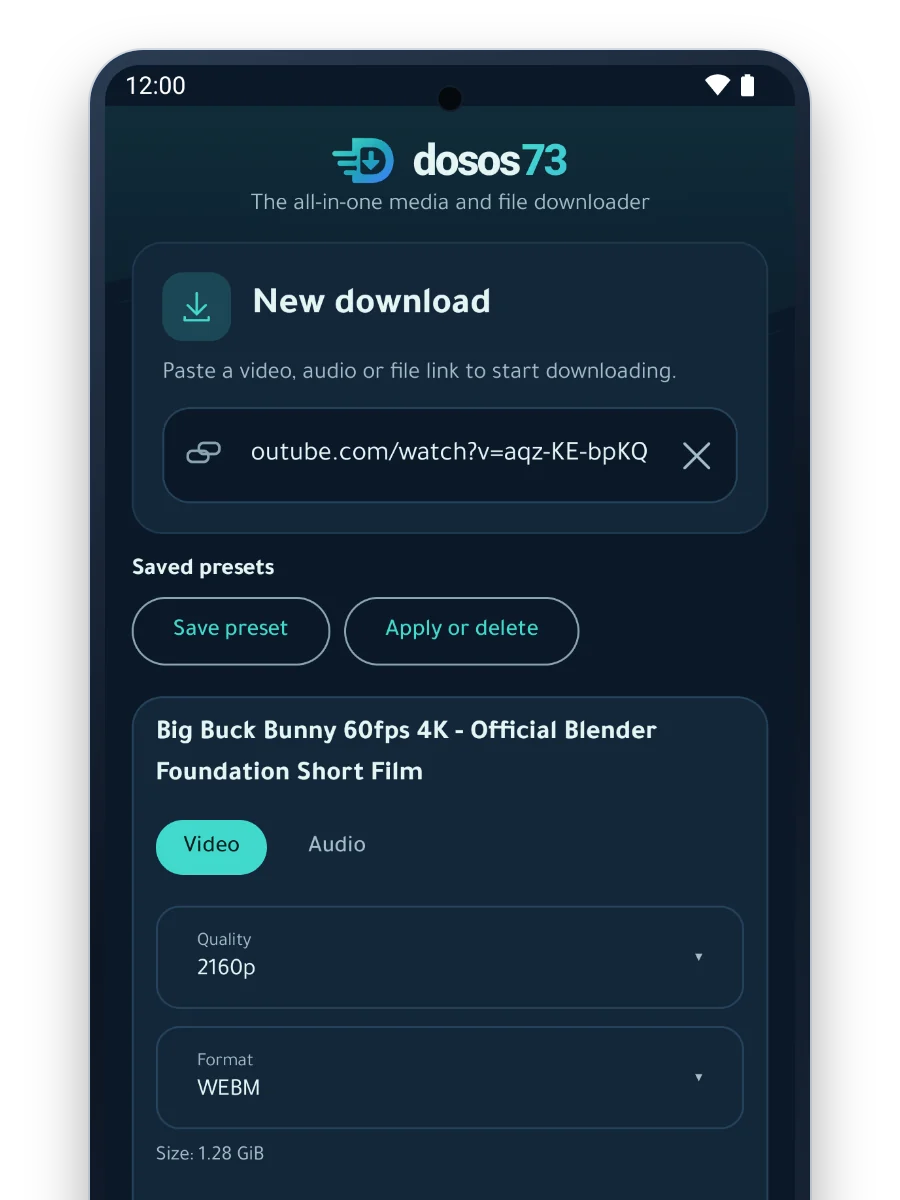 12:00
dosos73
The all-in-one media and file downloader
New download
Paste a video, audio or file link to start downloading.
outube.com/watch?v=aqz-KE-bpKQ
Saved presets
Save preset
Apply or delete
Big Buck Bunny 60fps 4K - Official Blender
Foundation Short Film
Video
Audio
Quality
2160p
Format
WEBM
Size: 1.28 GiB